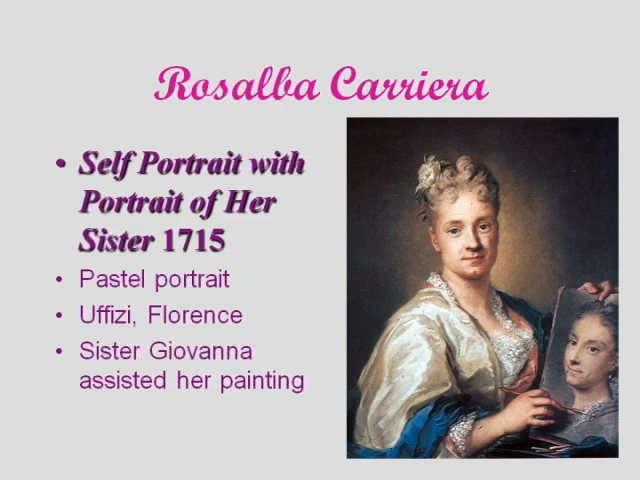 Rosalba Carriera
• Self Portrait with
Portrait of Her
Sister 1715
• Pastel portrait
• Uffizi, Florence
• Sister Giovanna
assisted her painting